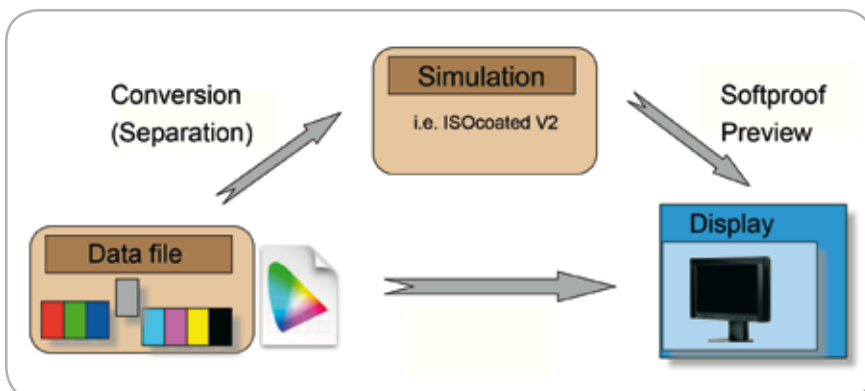 Conversion
(Separation)
Simulation
i.e. ISOcoated V2
Softproof
Preview
Data file
Display